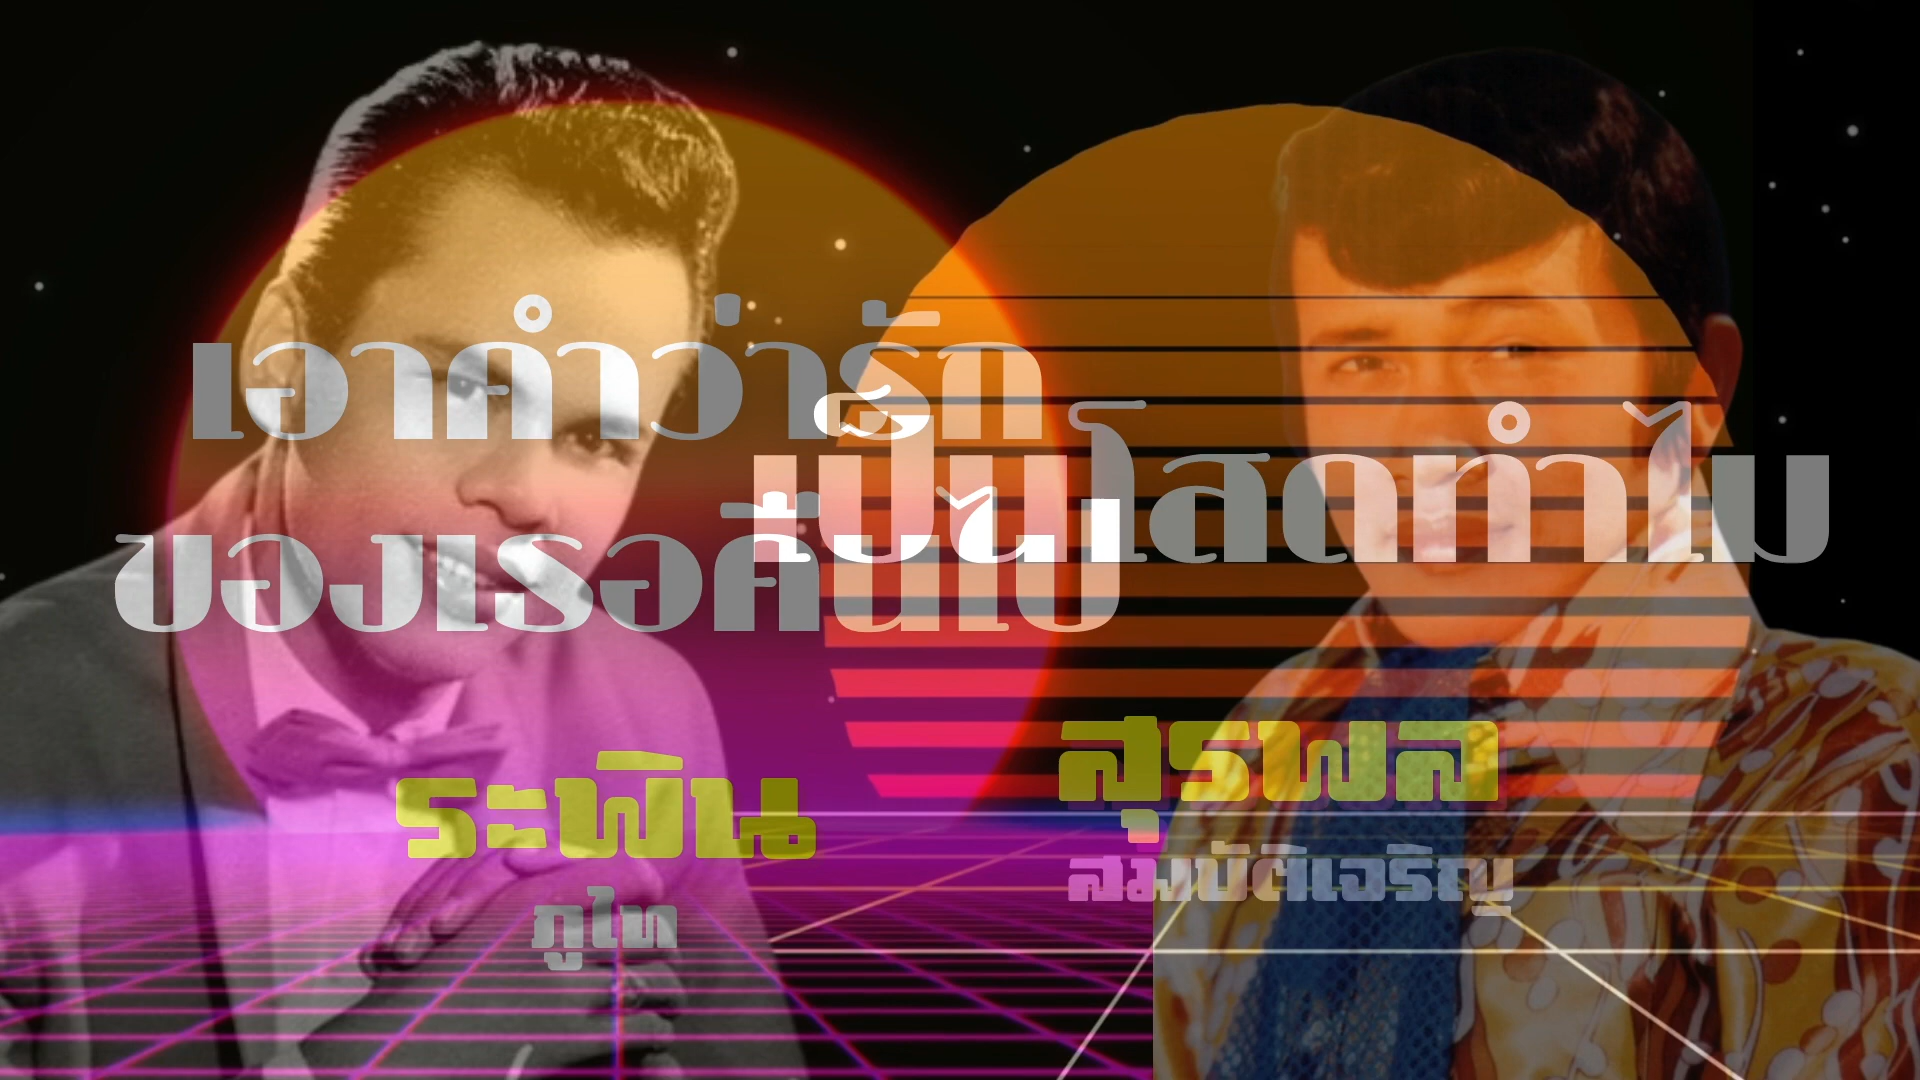 เอาคำว่ารัก
ของเธอคืนไป
เป็นโสดทำไม
ระพิน
ภูไท
สุรพล
สมบัติเจริญ